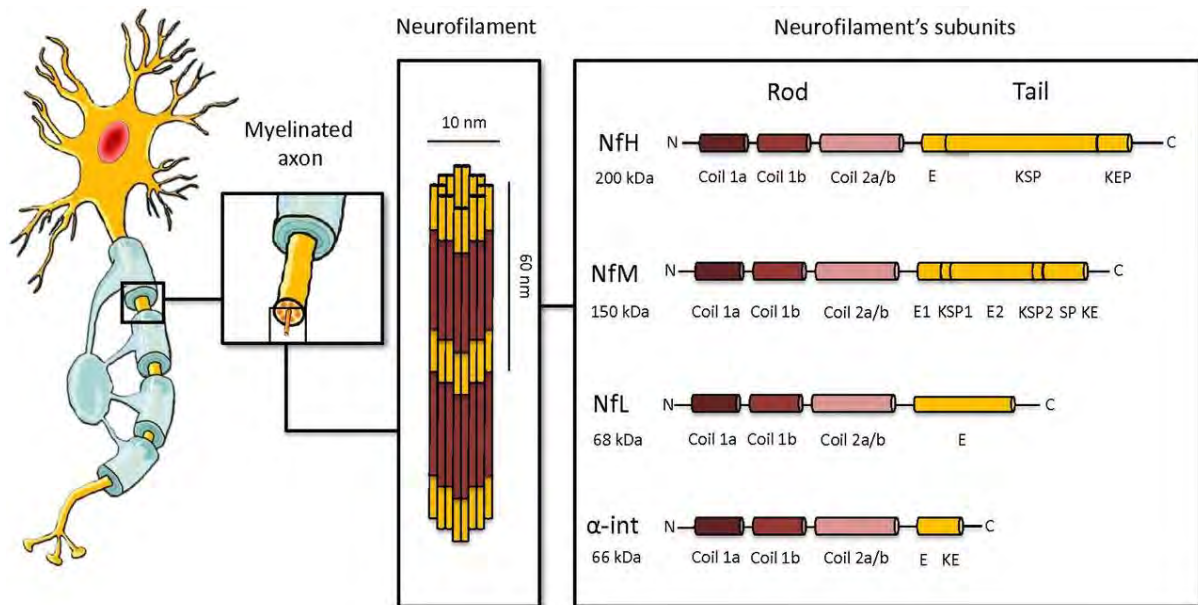 Neurofilament
Neurofilament's subunits
Myelinated
axon
10 nm
60 nm
Rod
Tail
NfH
N
C
200 kDa
Coil 1a
Coil 1b
Coil 2a/b
E
KSP
KEP
NfM
N
C
150 kDa
Coil 1a
Coil 1b
Coil 2a/b
E1
KSP1
E2
KSP2
SP
KE
NfL
N
C
68 kDa
Coil 1a
Coil 1b
Coil 2a/b
E
α-int
N
C
66 kDa
Coil 1a
Coil 1b
Coil 2a/b
E
KE